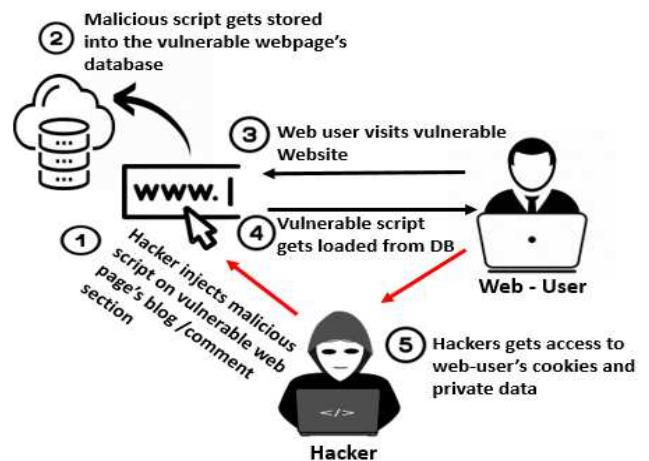 2 Malicious script gets stored
into the vulnerable webpage's
database
3 Web user visits vulnerable
Website
www.
4 Vulnerable script
gets loaded from DB
1 Hacker injects malicious
script on vulnerable web
page's blog /comment
section
Web - User
5 Hackers gets access to
web-user's cookies and
private data
</>
Hacker